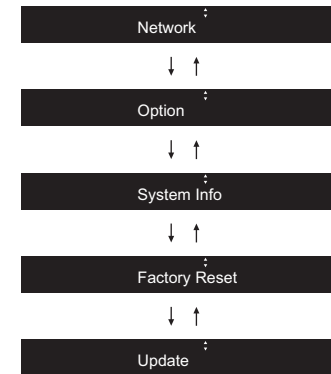 Network
Option
System Info
Factory Reset
Update